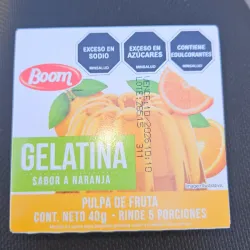 EXCESO EN
SODIO
MINSALUD
EXCESO EN
AZÚCARES
MINSALUD
CONTIENE
EDULCORANTES
MINSALUD
Boom
GELATINA
SABOR A NARANJA
PULPA DE FRUTA
CONT. NETO 40g - RINDE 5 PORCIONES